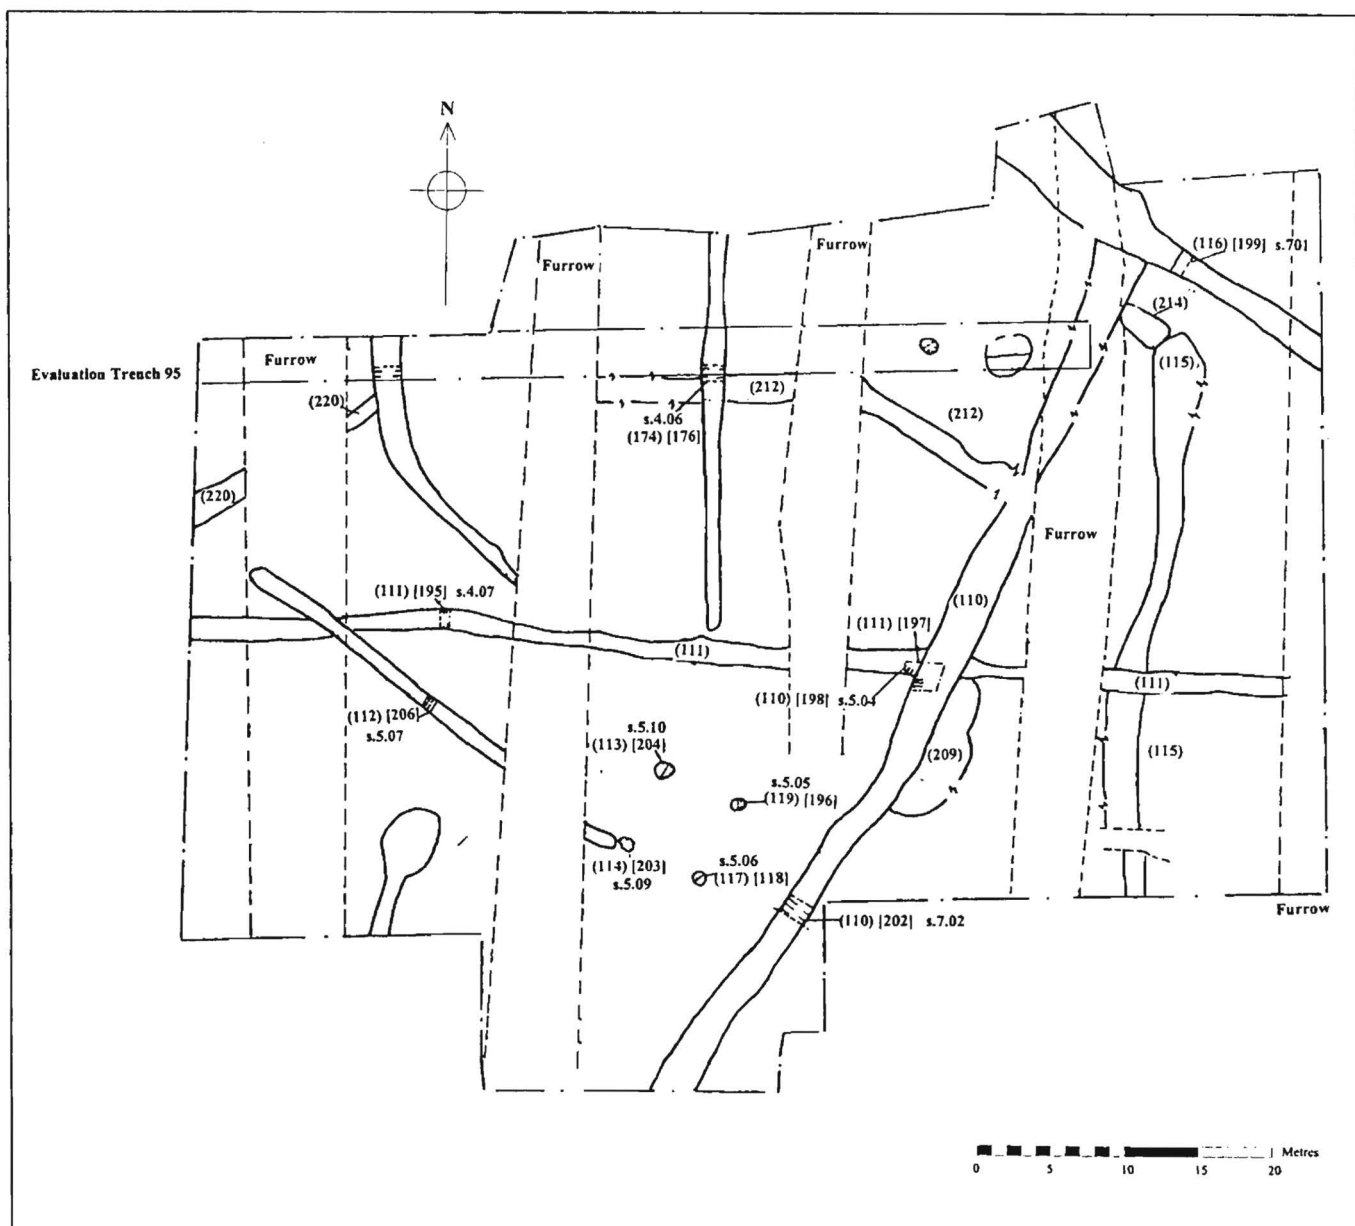 N
Furrow
Furrow
(116) [199] s.701
(214)
Furrow
(115)
Evaluation Trench 95
(220)
(212)
(212)
s.4.06
(174) [176]
(220)
Furrow
(111) [195] s.4.07
(110)
(111) [197]
(111)
(111)
(110) [198] s.5.04
(112) [206]
s.5.07
s.5.10
(113) [204]
(209)
(115)
s.5.05
(119) [196]
(114) [203]
s.5.09
s.5.06
(117) [118]
(110) [202] s.7.02
Furrow
Metres
0 5 10 15 20